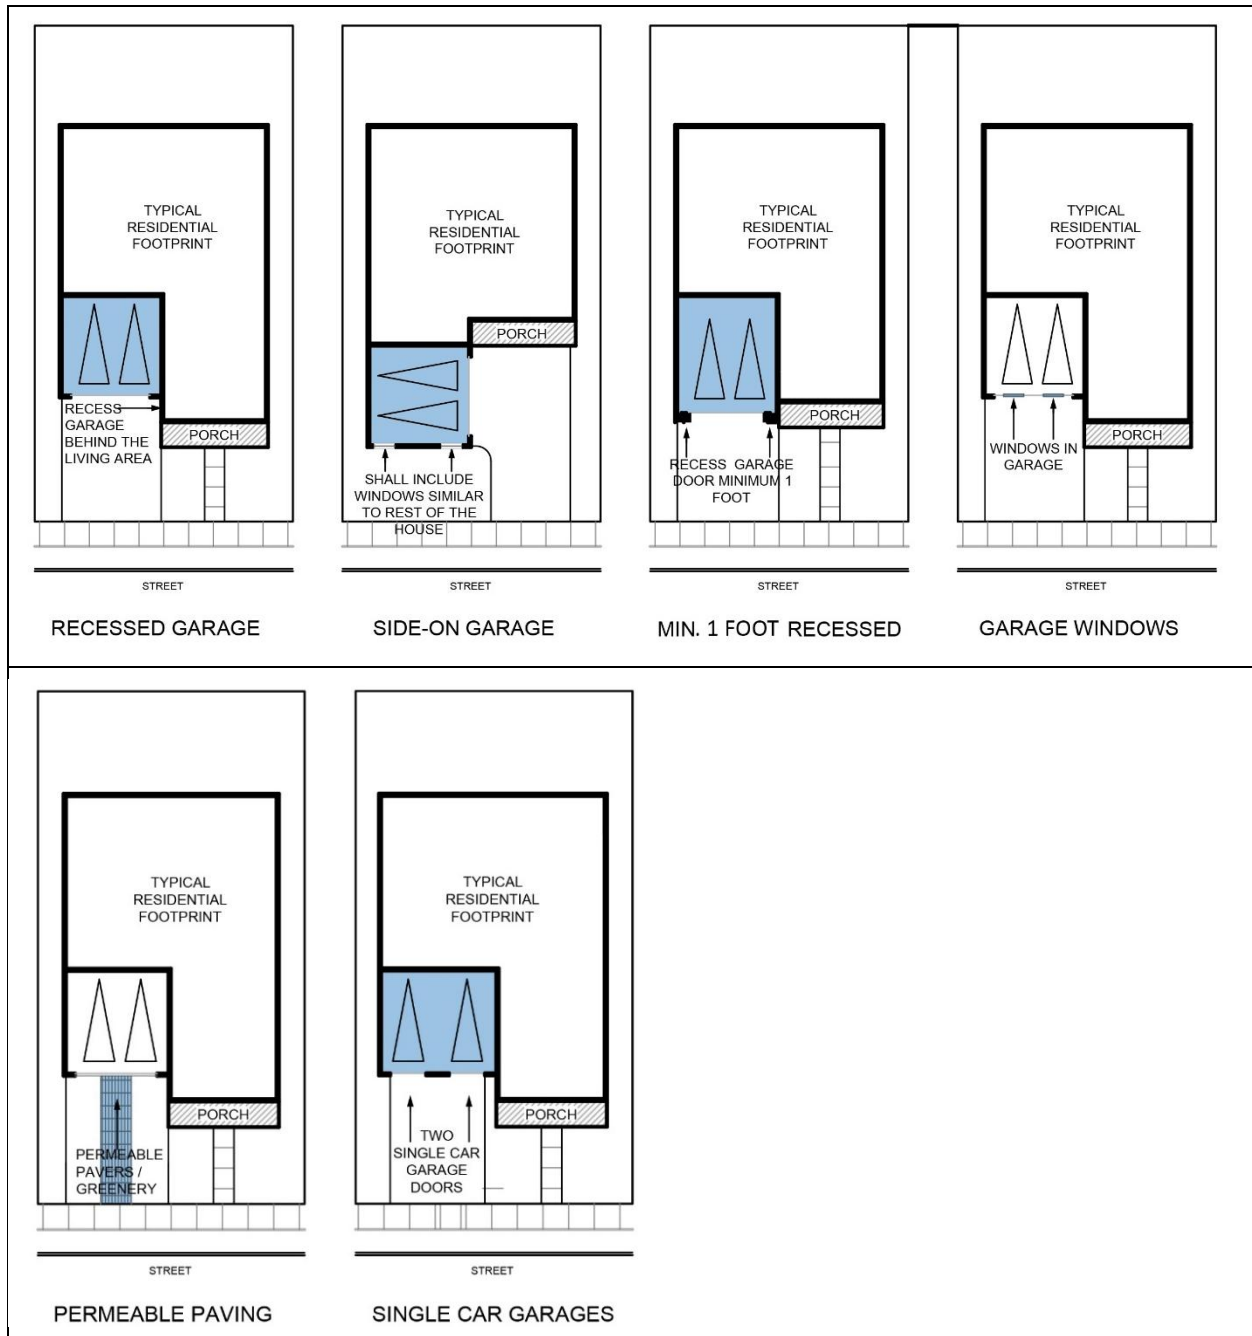 TYPICAL
RESIDENTIAL
FOOTPRINT
RECESS
GARAGE
BEHIND THE
LIVING AREA
PORCH
STREET
RECESSED GARAGE
TYPICAL
RESIDENTIAL
FOOTPRINT
PORCH
SHALL INCLUDE
WINDOWS SIMILAR
TO REST OF THE
HOUSE
STREET
SIDE-ON GARAGE
TYPICAL
RESIDENTIAL
FOOTPRINT
PORCH
RECESS GARAGE
DOOR MINIMUM 1
FOOT
STREET
MIN. 1 FOOT RECESSED
TYPICAL
RESIDENTIAL
FOOTPRINT
PORCH
WINDOWS IN
GARAGE
STREET
GARAGE WINDOWS
TYPICAL
RESIDENTIAL
FOOTPRINT
PORCH
PERMEABLE
PAVERS /
GREENERY
STREET
PERMEABLE PAVING
TYPICAL
RESIDENTIAL
FOOTPRINT
PORCH
TWO
SINGLE CAR
GARAGE
DOORS
STREET
SINGLE CAR GARAGES